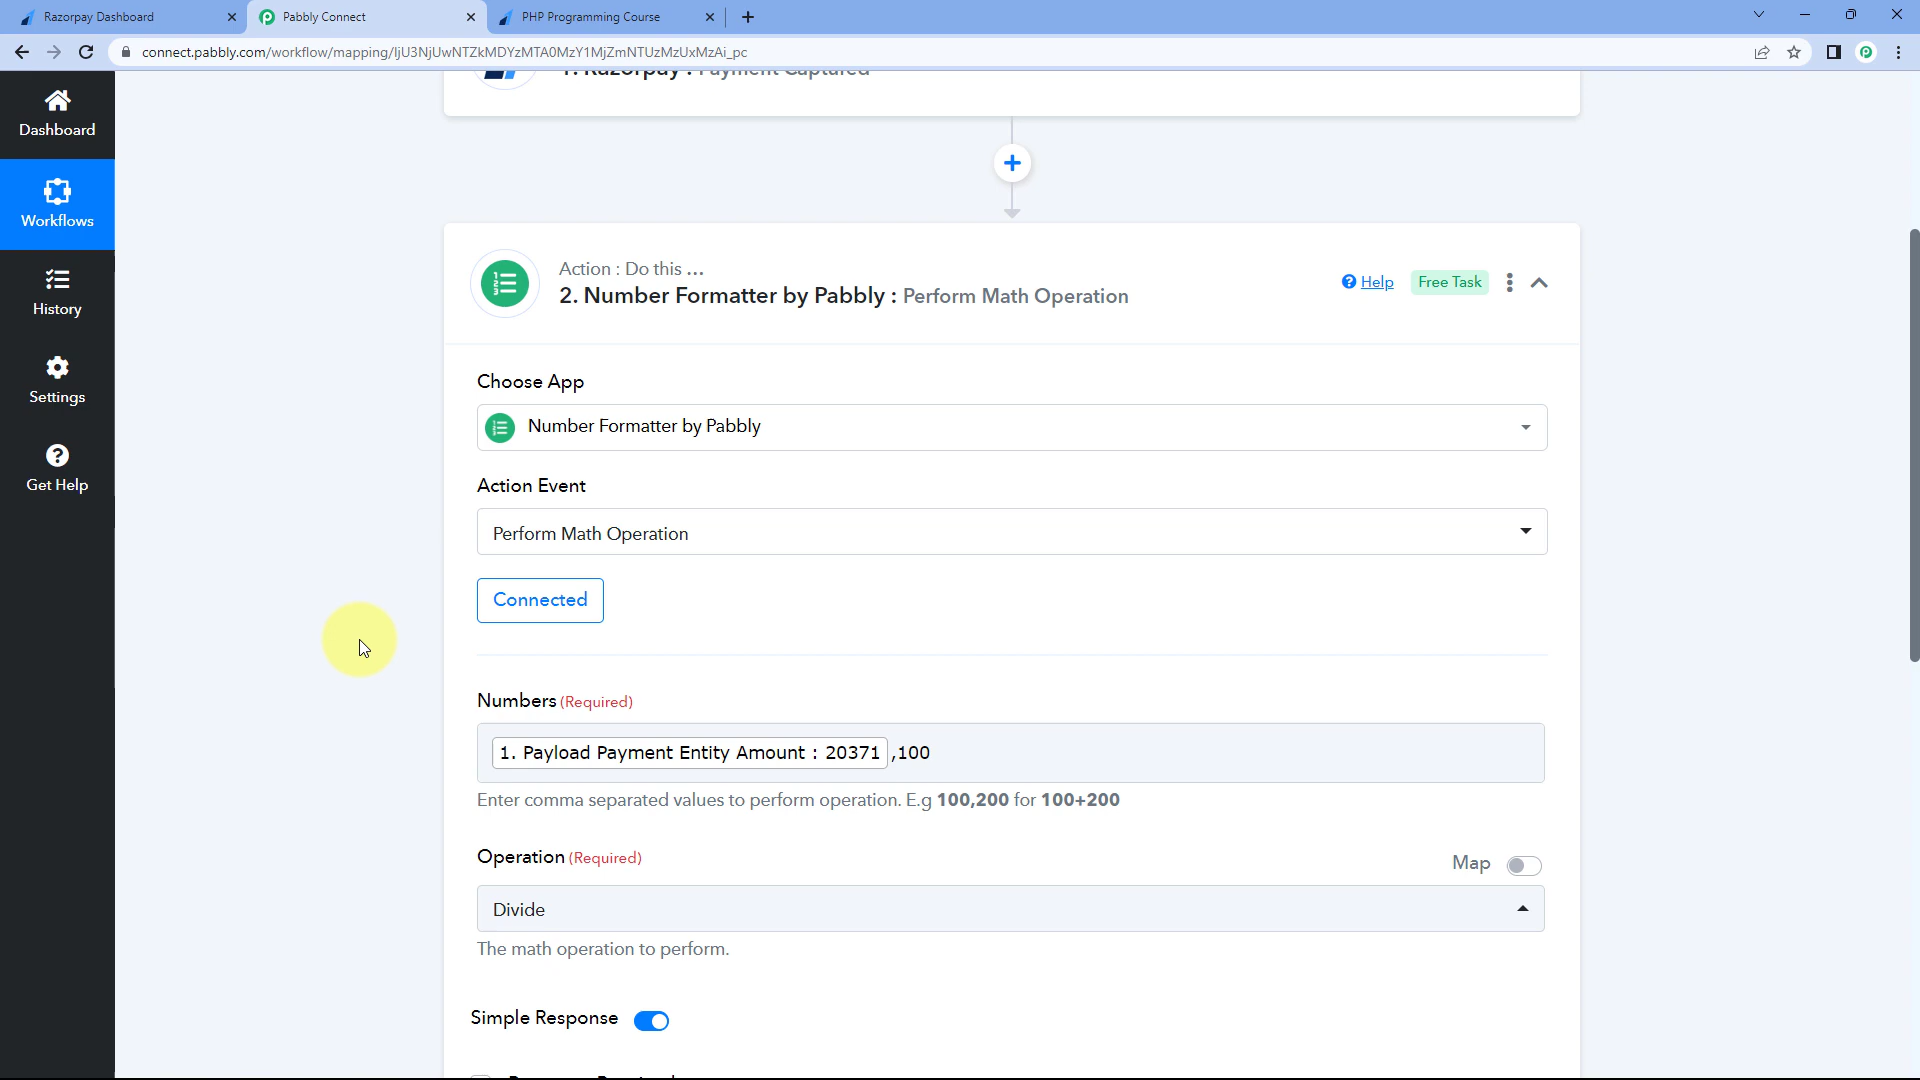 Razorpay Dashboard
Pabbly Connect
PHP Programming Course
connect.pabbly.com/workflow/mapping/IjU3NjUwNTZkMDYzMTA0MzY1MjZmNTUzMzUxMzAi_pc
1. Razorpay : Payment Captured
Dashboard
Workflows
History
Settings
Get Help
Action : Do this ...
2. Number Formatter by Pabbly : Perform Math Operation
Help
Free Task
Choose App
Number Formatter by Pabbly
Action Event
Perform Math Operation
Connected
Numbers (Required)
1. Payload Payment Entity Amount : 20371 ,100
Enter comma separated values to perform operation. E.g 100,200 for 100+200
Operation (Required)
Map
Divide
The math operation to perform.
Simple Response